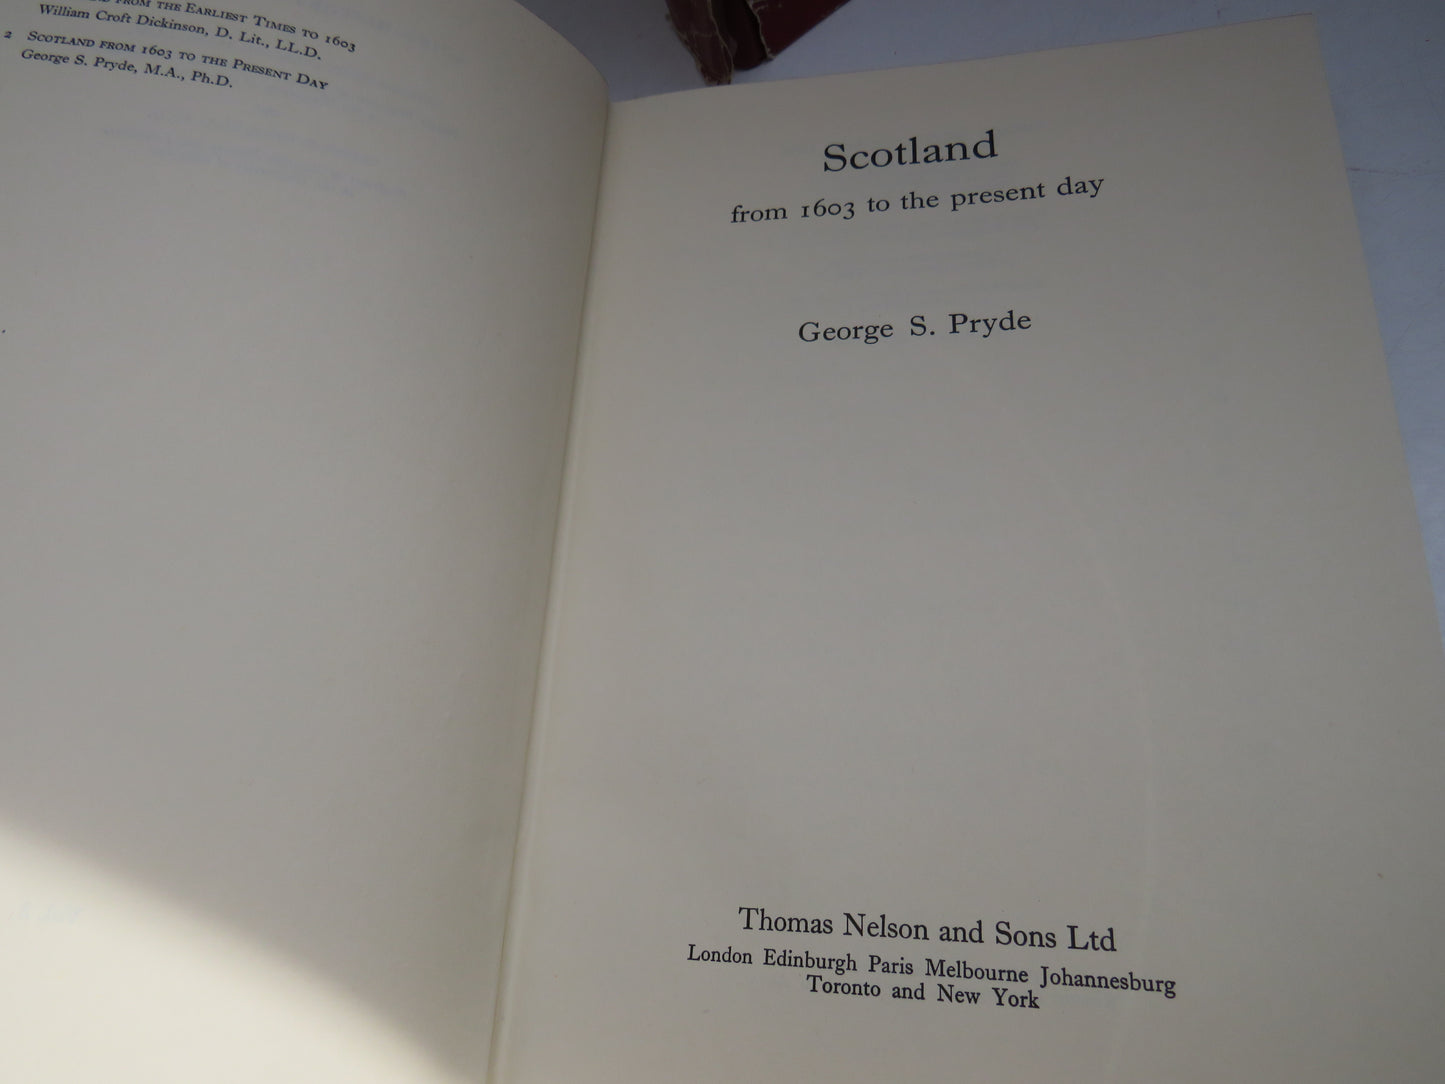 FROM THE EARLIEST TIMES TO 1603
William Croft Dickinson, D. Lit., LL.D.
2 SCOTLAND FROM 1603 TO THE PRESENT DAY
George S. Pryde, M.A., Ph.D.
Scotland
from 1603 to the present day
George S. Pryde
Thomas Nelson and Sons Ltd
London Edinburgh Paris Melbourne Johannesburg
Toronto and New York